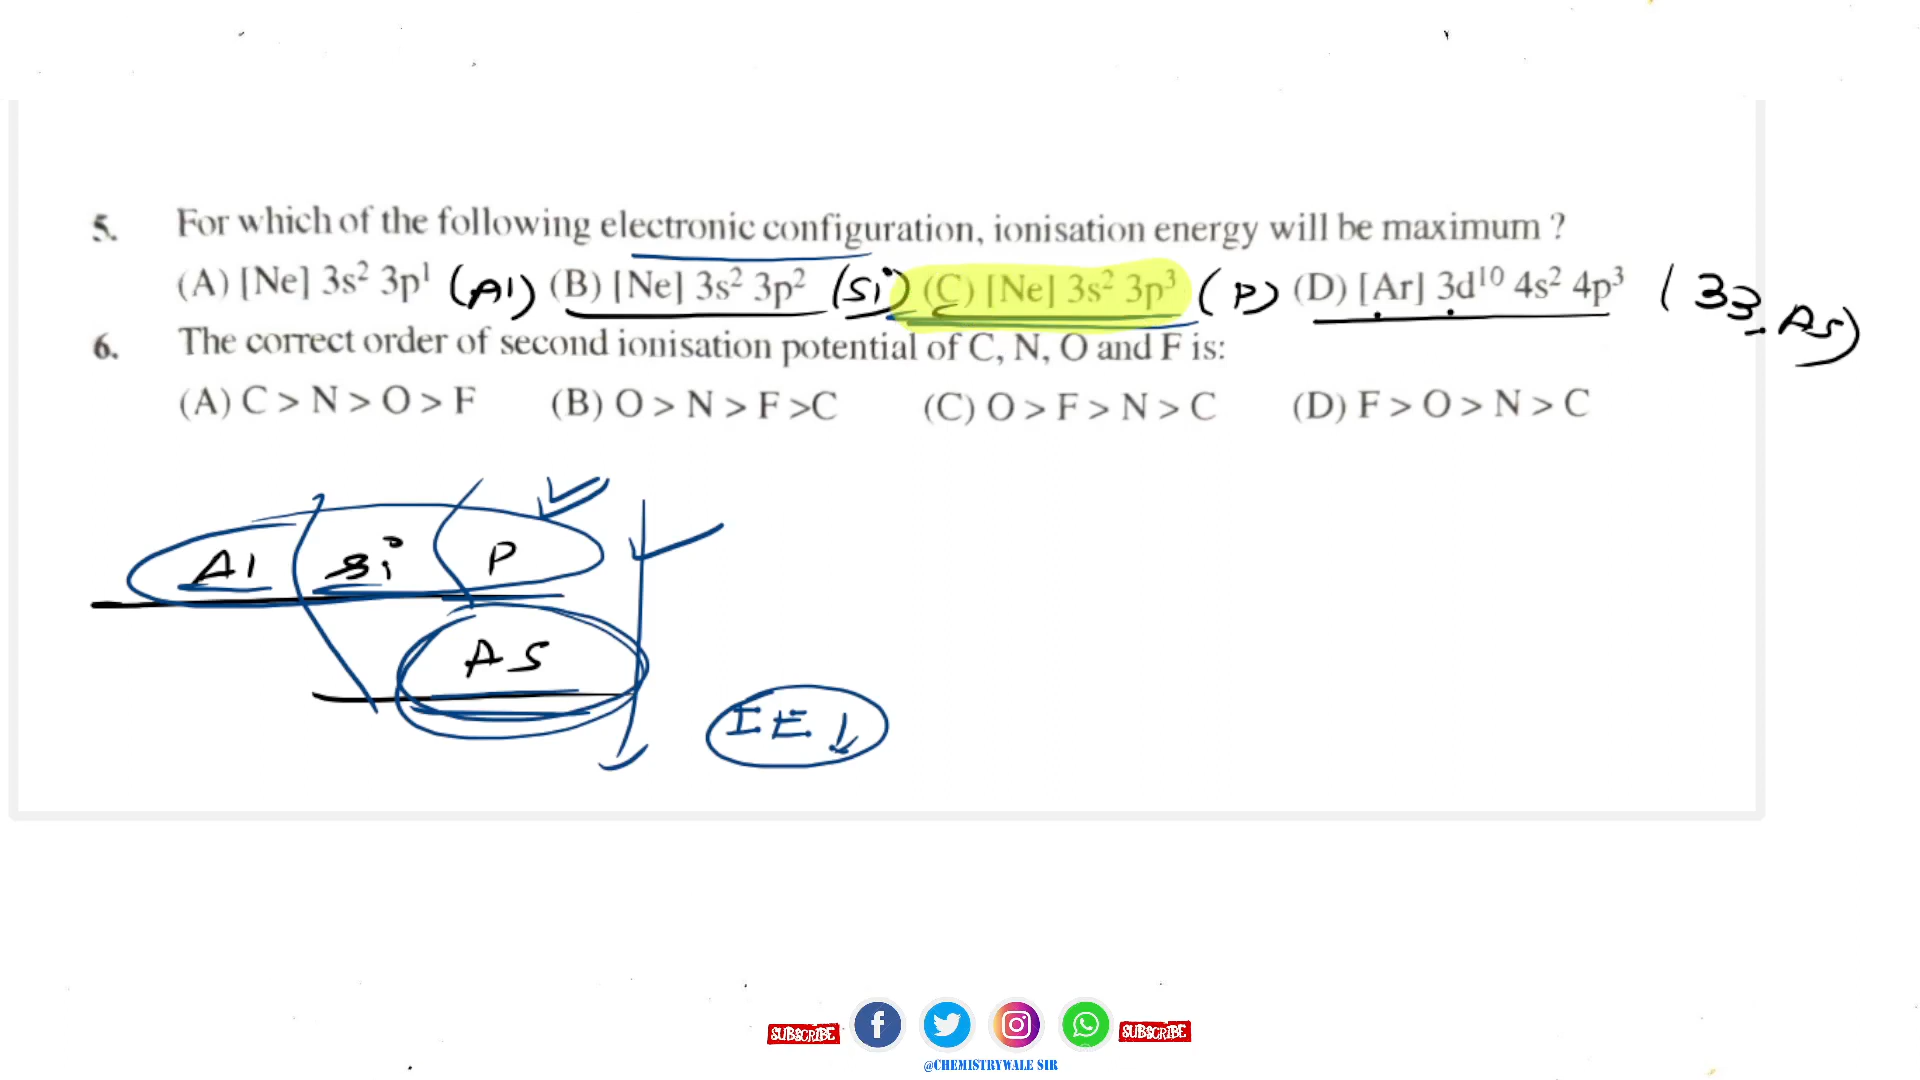 5. For which of the following electronic configuration, ionisation energy will be maximum ?
(A) [Ne] 3s² 3p¹ (Al) (B) [Ne] 3s² 3p² (Si) (C) [Ne] 3s² 3p³ (P) (D) [Ar] 3d¹⁰ 4s² 4p³ (33. As)
6. The correct order of second ionisation potential of C, N, O and F is:
(A) C > N > O > F (B) O > N > F >C (C) O > F > N > C (D) F > O > N > C
Al Si P
As
IE ↓
SUBSCRIBE SUBSCRIBE
@CHEMISTRYWALE SIR